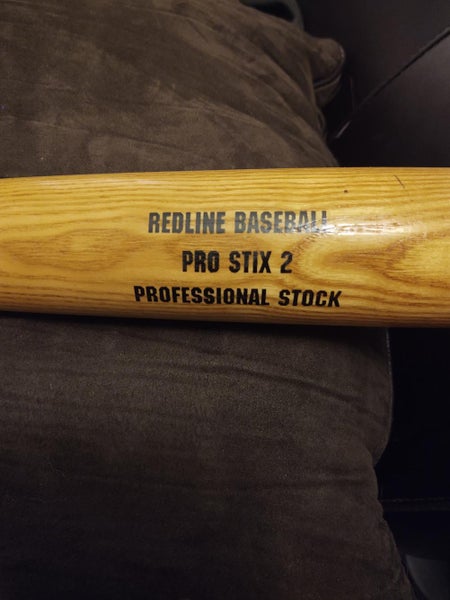 REDLINE BASEBALL
PRO STIX 2
PROFESSIONAL STOCK